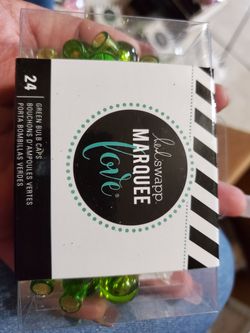 24
GREEN BULB CAPS
BOUCHONS D'AMPOULES VERTES
PORTA BOMBILLAS VERDES
heidi swapp.
MARQUEE
love